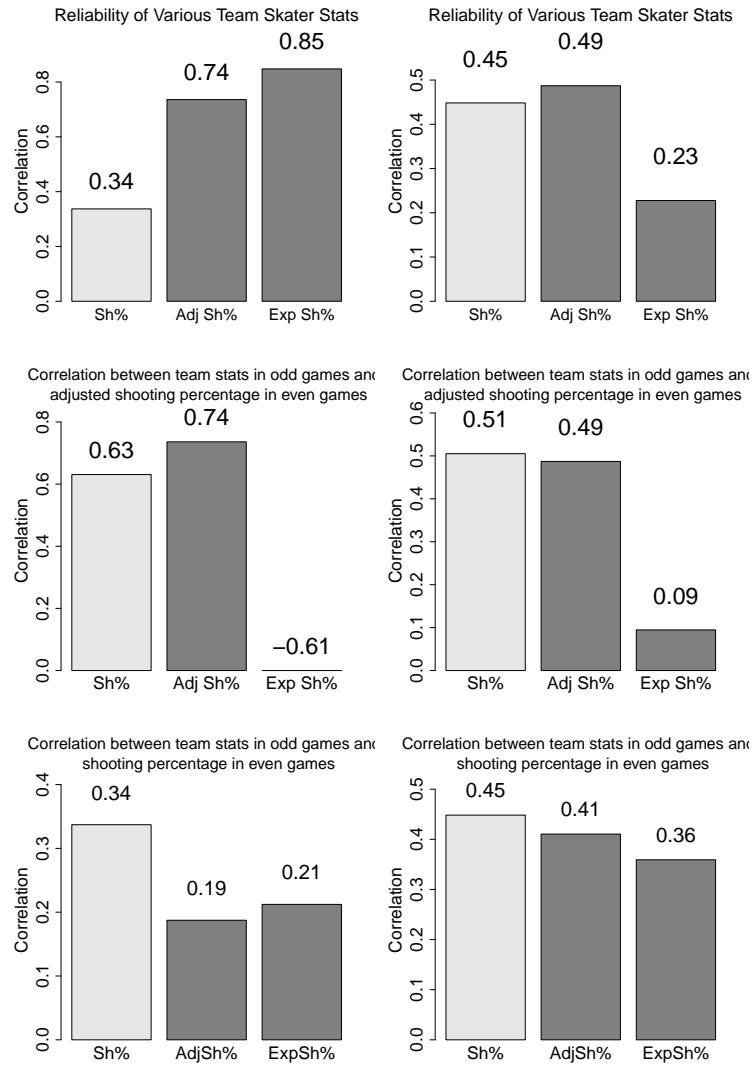 Reliability of Various Team Skater Stats
Correlation
0.0 0.2 0.4 0.6 0.8
0.34 0.74 0.85
Sh% Adj Sh% Exp Sh%
Reliability of Various Team Skater Stats
Correlation
0.0 0.1 0.2 0.3 0.4 0.5
0.45 0.49 0.23
Sh% Adj Sh% Exp Sh%
Correlation between team stats in odd games and
adjusted shooting percentage in even games
Correlation
0.0 0.2 0.4 0.6 0.8
0.63 0.74 −0.61
Sh% Adj Sh% Exp Sh%
Correlation between team stats in odd games and
adjusted shooting percentage in even games
Correlation
0.0 0.1 0.2 0.3 0.4 0.5 0.6
0.51 0.49 0.09
Sh% Adj Sh% Exp Sh%
Correlation between team stats in odd games and
shooting percentage in even games
Correlation
0.0 0.1 0.2 0.3 0.4
0.34 0.19 0.21
Sh% AdjSh% ExpSh%
Correlation between team stats in odd games and
shooting percentage in even games
Correlation
0.0 0.1 0.2 0.3 0.4 0.5
0.45 0.41 0.36
Sh% AdjSh% ExpSh%